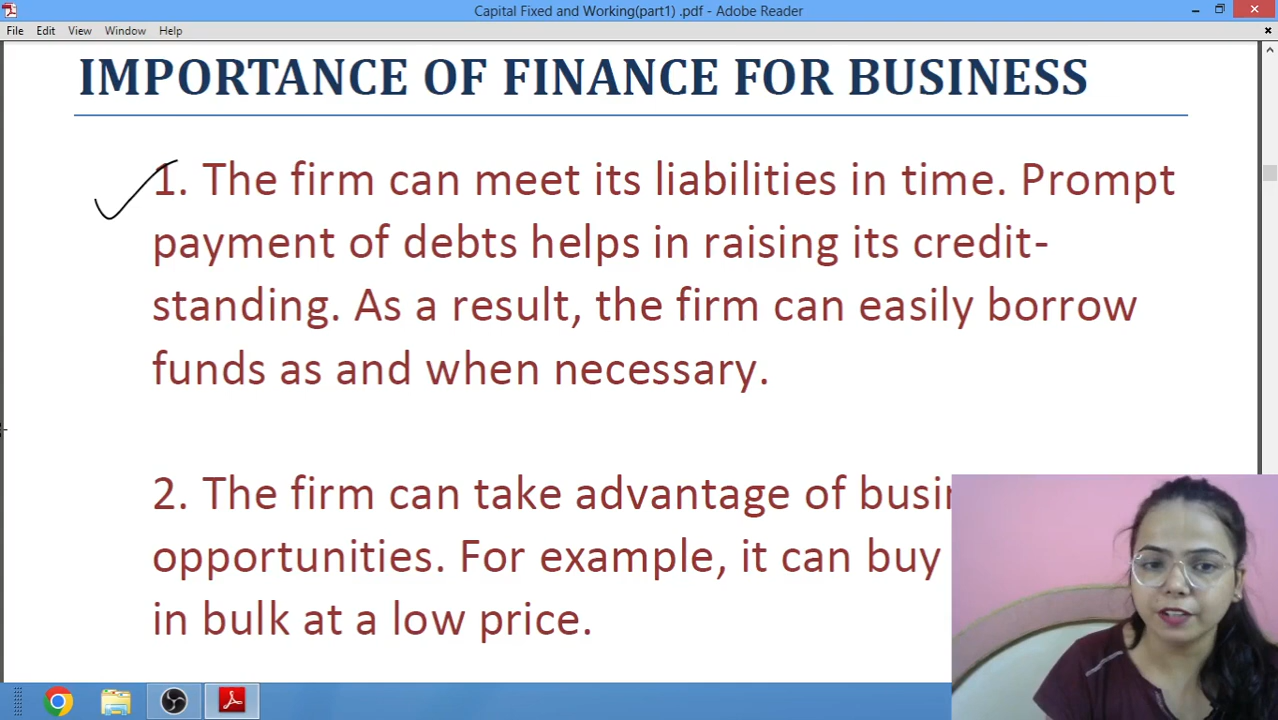 Capital Fixed and Working(part1) .pdf - Adobe Reader
File Edit View Window Help
IMPORTANCE OF FINANCE FOR BUSINESS
1. The firm can meet its liabilities in time. Prompt
payment of debts helps in raising its credit-
standing. As a result, the firm can easily borrow
funds as and when necessary.
2. The firm can take advantage of
opportunities. For example, it can buy
in bulk at a low price.